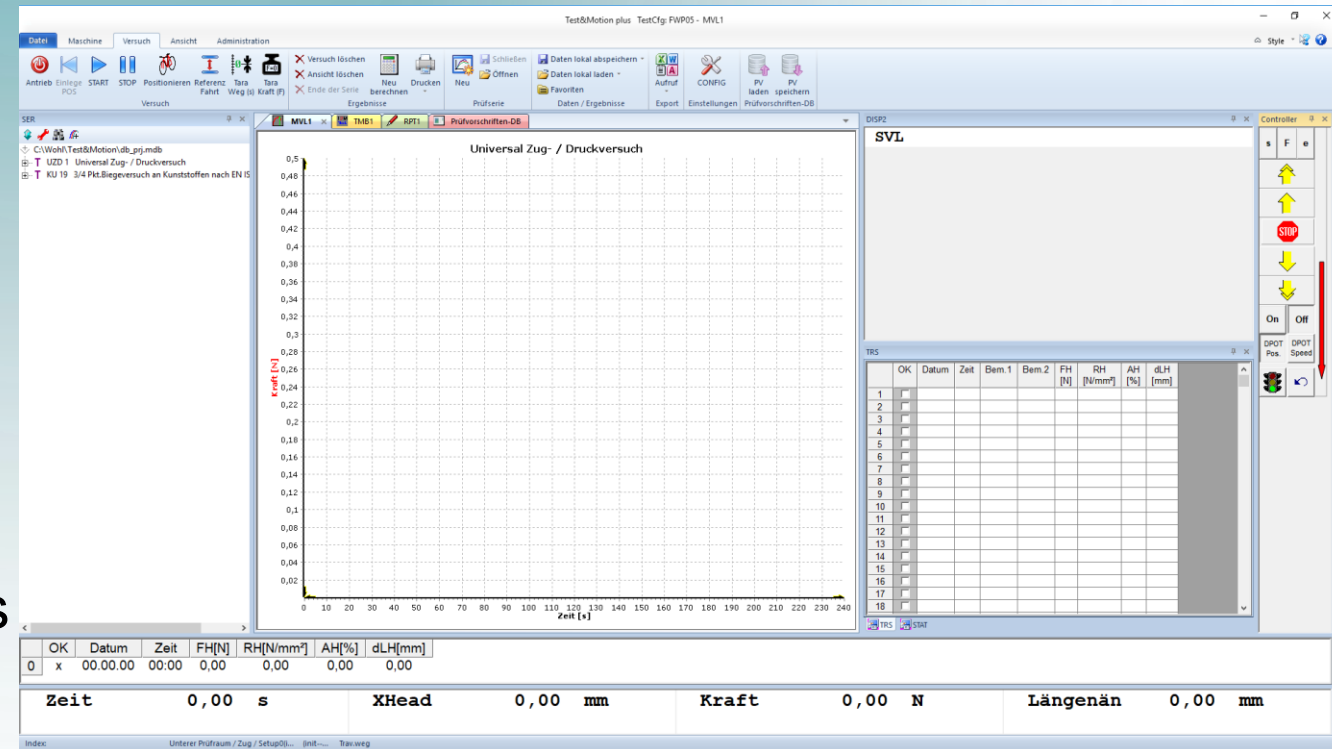 Test&Motion plus TestCfg: FWP05 - MVL1
Datei Maschine Versuch Ansicht Administration
Style
Antrieb Einlege POS START STOP Positionieren Referenz Fahrt Tara Weg (s) Tara Kraft (F)
Versuch
Versuch löschen
Ansicht löschen
Ende der Serie
Neu berechnen
Drucken
Ergebnisse
Neu
Schließen
Öffnen
Prüfserie
Daten lokal abspeichern
Daten lokal laden
Favoriten
Daten / Ergebnisse
Aufruf
Export
CONFIG
Einstellungen
PV laden
PV speichern
Prüfvorschriften-DB
SER
C:\Wohl\Test&Motion\db_prj.mdb
UZD 1 Universal Zug- / Druckversuch
KU 19 3/4 Pkt.Biegeversuch an Kunststoffen nach EN IS
MVL1 TMB1 RPT1 Prüfvorschriften-DB
Universal Zug- / Druckversuch
0,5
0,48
0,46
0,44
0,42
0,4
0,38
0,36
0,34
0,32
0,3
0,28
0,26
0,24
0,22
0,2
0,18
0,16
0,14
0,12
0,1
0,08
0,06
0,04
0,02
Kraft [N]
0 10 20 30 40 50 60 70 80 90 100 110 120 130 140 150 160 170 180 190 200 210 220 230 240
Zeit [s]
DISP2
SVL
TRS
OK Datum Zeit Bem.1 Bem.2 FH [N] RH [N/mm²] AH [%] dLH [mm]
1
2
3
4
5
6
7
8
9
10
11
12
13
14
15
16
17
18
TRS STAT
Controller
s F e
STOP
On Off
DPOT Pos. DPOT Speed
s
OK Datum Zeit FH[N] RH[N/mm²] AH[%] dLH[mm]
0 x 00.00.00 00:00 0,00 0,00 0,00 0,00
Zeit 0,00 s XHead 0,00 mm Kraft 0,00 N Längenän 0,00 mm
Index: Unterer Prüfraum / Zug / Setup0(i... (init--... Trav.weg